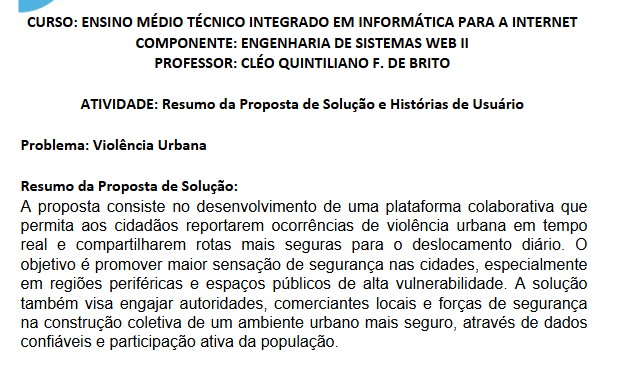 CURSO: ENSINO MÉDIO TÉCNICO INTEGRADO EM INFORMÁTICA PARA A INTERNET
COMPONENTE: ENGENHARIA DE SISTEMAS WEB II
PROFESSOR: CLÉO QUINTILIANO F. DE BRITO
ATIVIDADE: Resumo da Proposta de Solução e Histórias de Usuário
Problema: Violência Urbana
Resumo da Proposta de Solução:
A proposta consiste no desenvolvimento de uma plataforma colaborativa que
permita aos cidadãos reportarem ocorrências de violência urbana em tempo
real e compartilharem rotas mais seguras para o deslocamento diário. O
objetivo é promover maior sensação de segurança nas cidades, especialmente
em regiões periféricas e espaços públicos de alta vulnerabilidade. A solução
também visa engajar autoridades, comerciantes locais e forças de segurança
na construção coletiva de um ambiente urbano mais seguro, através de dados
confiáveis e participação ativa da população.